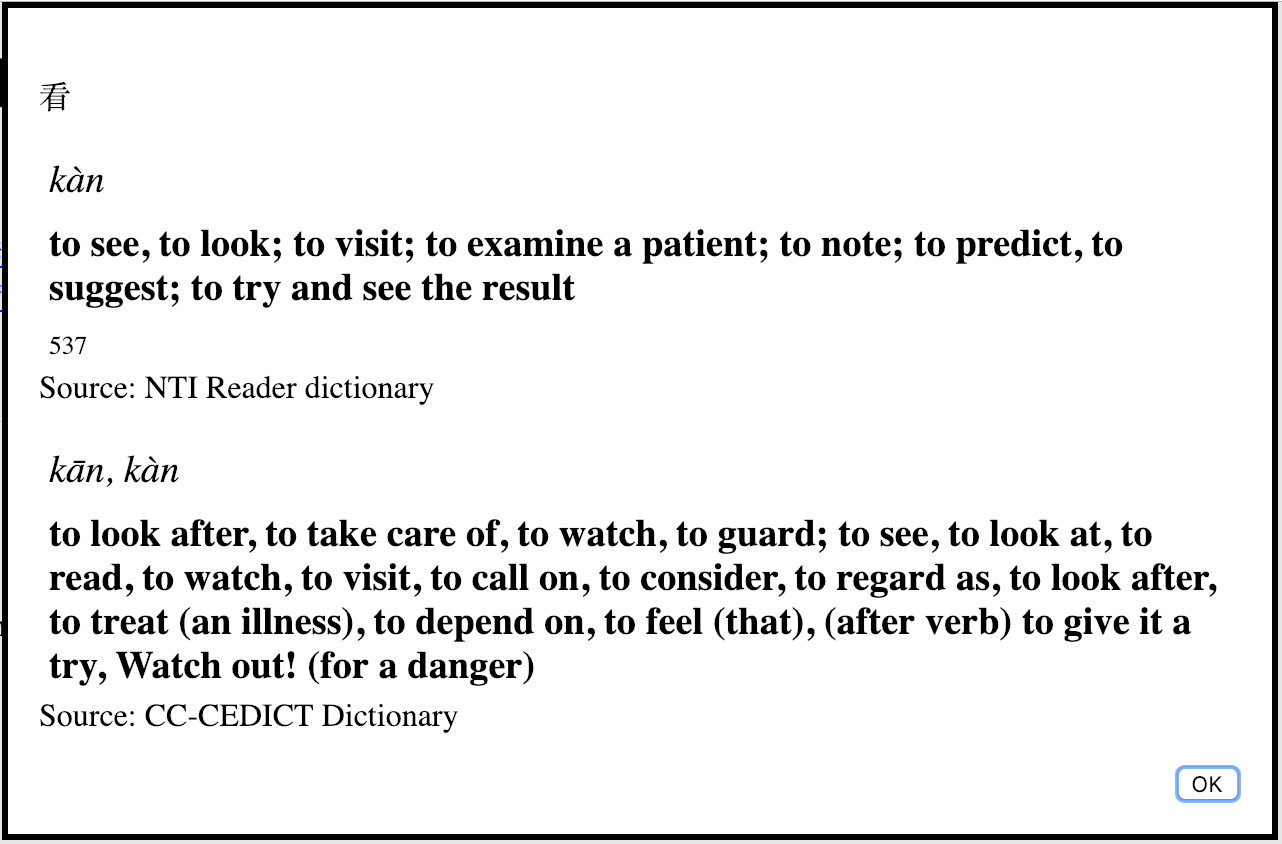 看
kàn
to see, to look; to visit; to examine a patient; to note; to predict, to
suggest; to try and see the result
537
Source: NTI Reader dictionary
kān, kàn
to look after, to take care of, to watch, to guard; to see, to look at, to
read, to watch, to visit, to call on, to consider, to regard as, to look after,
to treat (an illness), to depend on, to feel (that), (after verb) to give it a
try, Watch out! (for a danger)
Source: CC-CEDICT Dictionary
OK